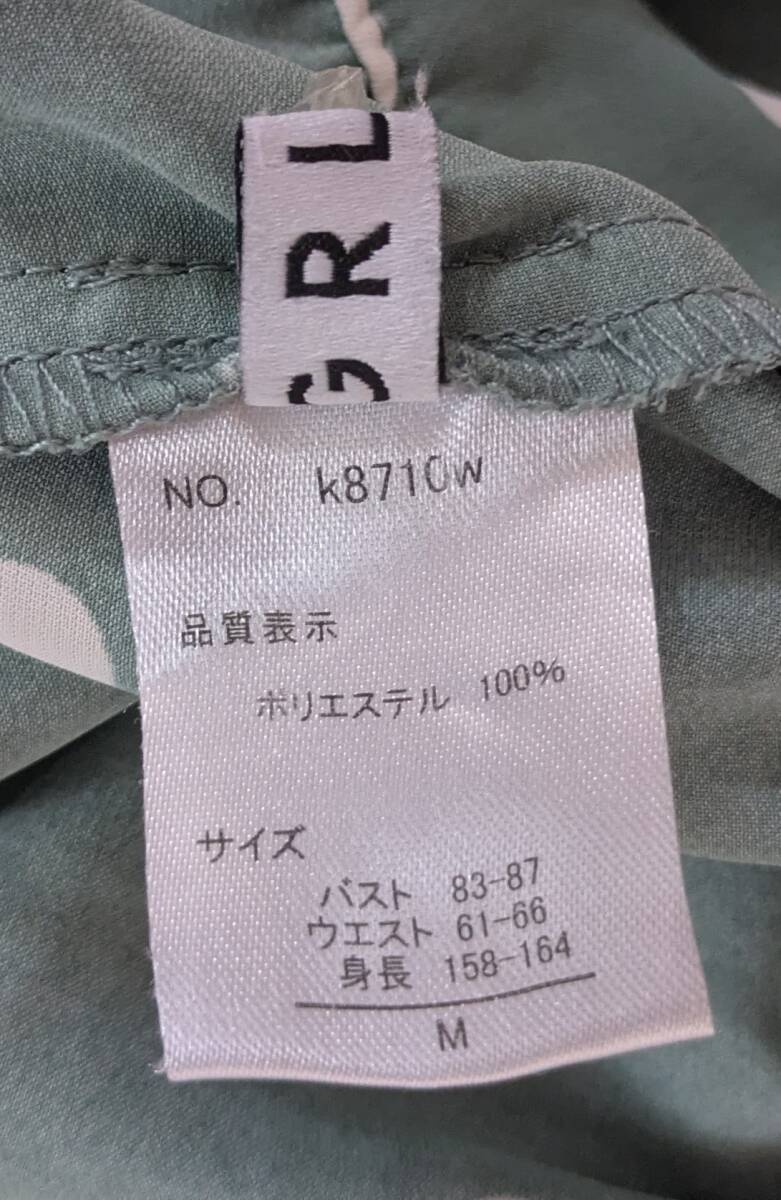 GRL
NO. k8710w
品質表示
ポリエステル 100%
サイズ
バスト 83-87
ウエスト 61-66
身長 158-164
M